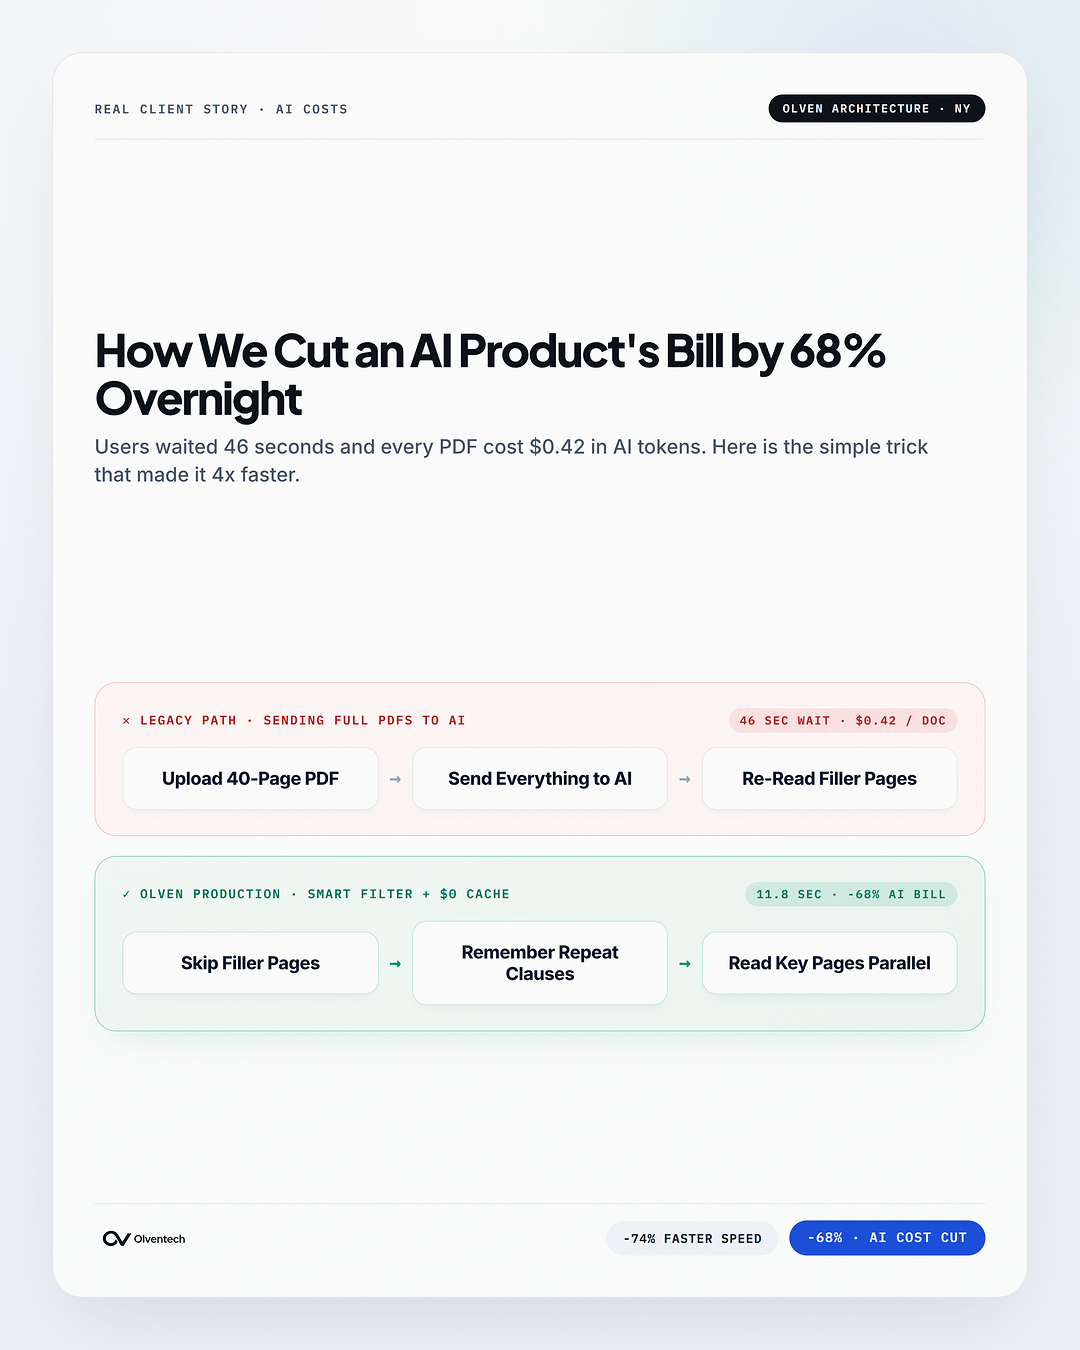 REAL CLIENT STORY · AI COSTS
OLVEN ARCHITECTURE · NY
How We Cut an AI Product's Bill by 68%
Overnight
Users waited 46 seconds and every PDF cost $0.42 in AI tokens. Here is the simple trick
that made it 4x faster.
× LEGACY PATH · SENDING FULL PDFS TO AI
46 SEC WAIT · $0.42 / DOC
Upload 40-Page PDF → Send Everything to AI → Re-Read Filler Pages
✓ OLVEN PRODUCTION · SMART FILTER + $0 CACHE
11.8 SEC · -68% AI BILL
Skip Filler Pages → Remember Repeat
Clauses → Read Key Pages Parallel
Olventech
-74% FASTER SPEED
-68% · AI COST CUT